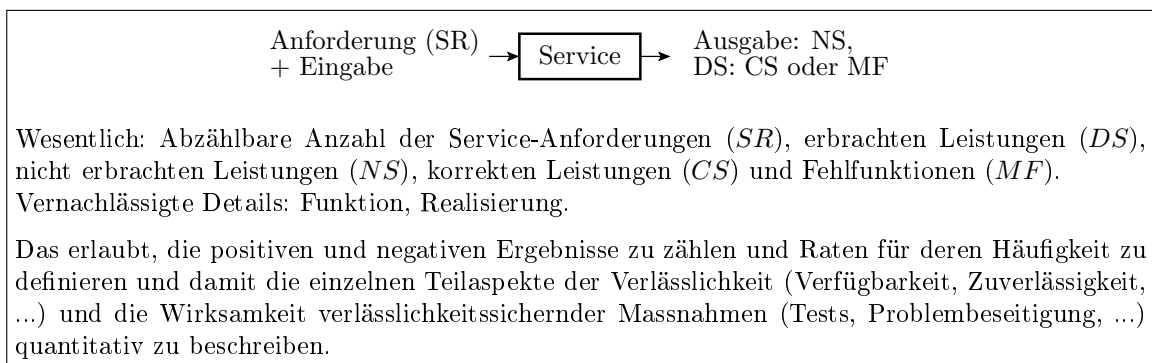 Anforderung (SR)
+ Eingabe
Service
Ausgabe: NS,
DS: CS oder MF
Wesentlich: Abzählbare Anzahl der Service-Anforderungen (SR), erbrachten Leistungen (DS),
nicht erbrachten Leistungen (NS), korrekten Leistungen (CS) und Fehlfunktionen (MF).
Vernachlässigte Details: Funktion, Realisierung.
Das erlaubt, die positiven und negativen Ergebnisse zu zählen und Raten für deren Häufigkeit zu
definieren und damit die einzelnen Teilaspekte der Verlässlichkeit (Verfügbarkeit, Zuverlässigkeit,
...) und die Wirksamkeit verlässlichkeitssichernder Massnahmen (Tests, Problembeseitigung, ...)
quantitativ zu beschreiben.